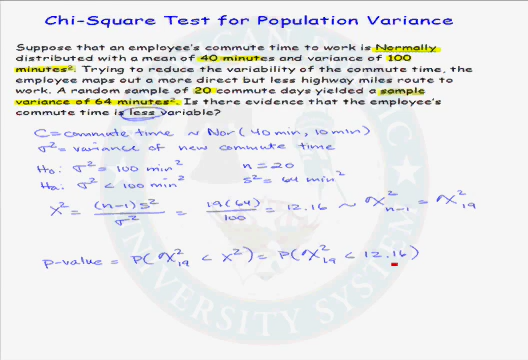 Chi-Square Test for Population Variance
Suppose that an employee's commute time to work is Normally
distributed with a mean of 40 minutes and variance of 100
minutes². Trying to reduce the variability of the commute time, the
employee maps out a more direct but less highway miles route to
work. A random sample of 20 commute days yielded a sample
variance of 64 minutes². Is there evidence that the employee's
commute time is less variable?
C = commute time ~ Nor (40 min, 10 min)
σ² = variance of new commute time
H₀: σ² = 100 min² n = 20
Hₐ: σ² < 100 min² s² = 64 min²
X² = (n-1)s² / σ² = 19(64) / 100 = 12.16 ~ χ²ₙ₋₁ = χ²₁₉
p-value = P(χ²₁₉ < X²) = P(χ²₁₉ < 12.16)